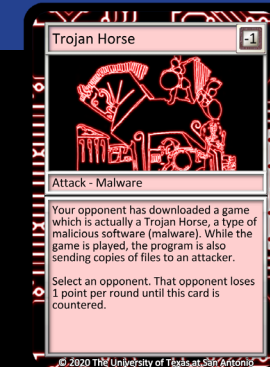 Trojan Horse
-1
Attack - Malware
Your opponent has downloaded a game
which is actually a Trojan Horse, a type of
malicious software (malware). While the
game is played, the program is also
sending copies of files to an attacker.
Select an opponent. That opponent loses
1 point per round until this card is
countered.
© 2020 The University of Texas at San Antonio